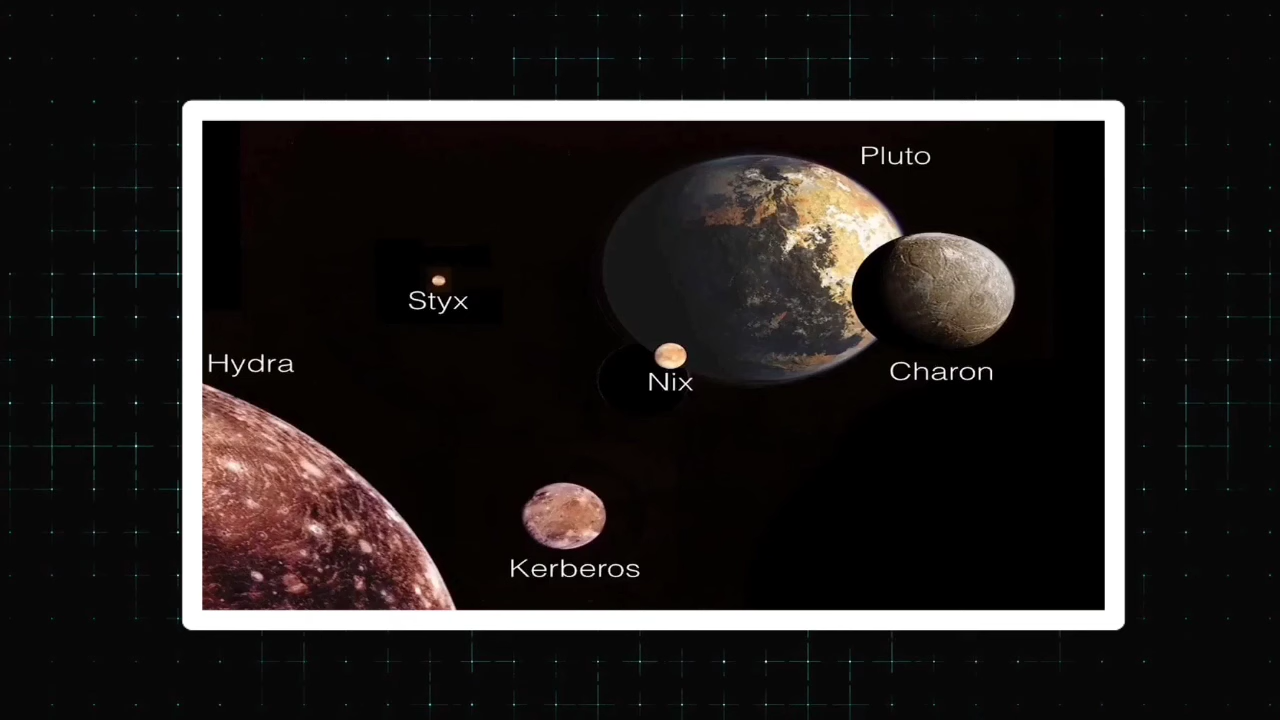 Pluto
Styx
Hydra
Nix
Charon
Kerberos